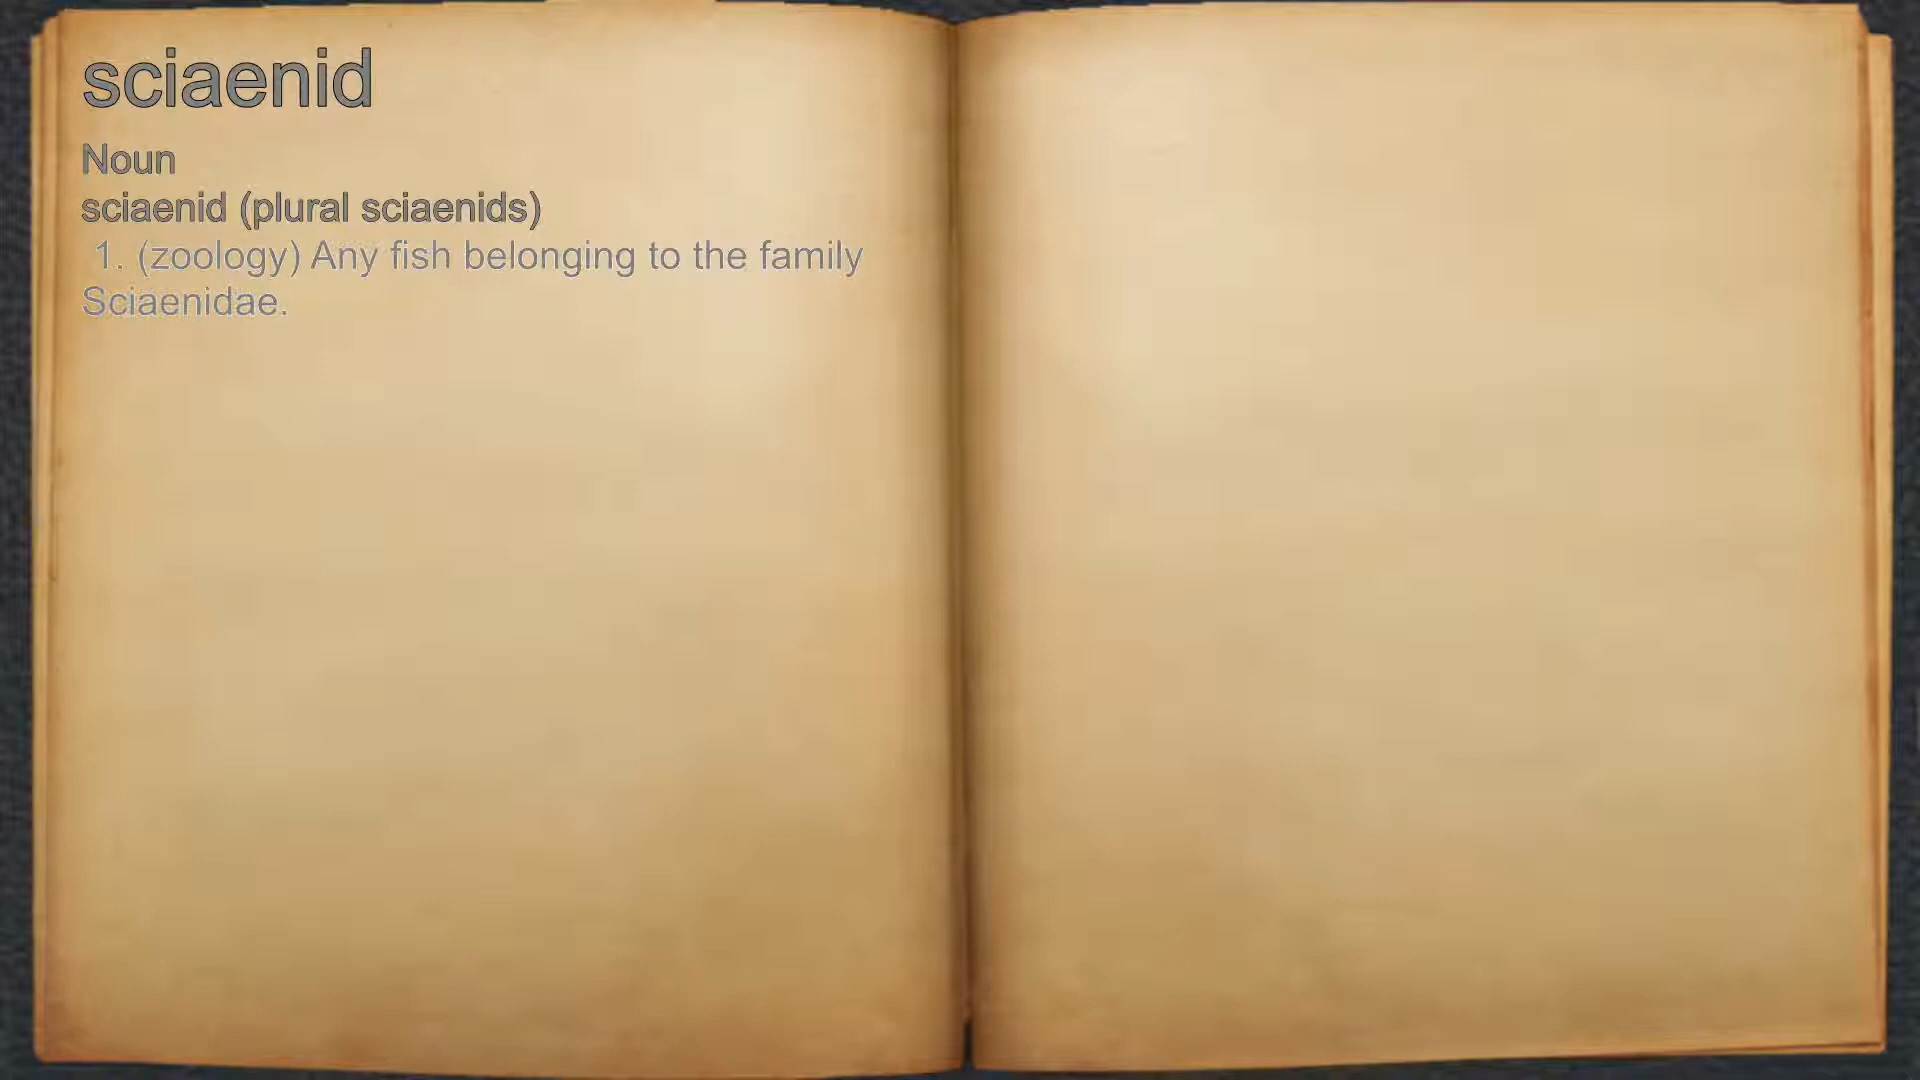 sciaenid
Noun
sciaenid (plural sciaenids)
1. (zoology) Any fish belonging to the family
Sciaenidae.